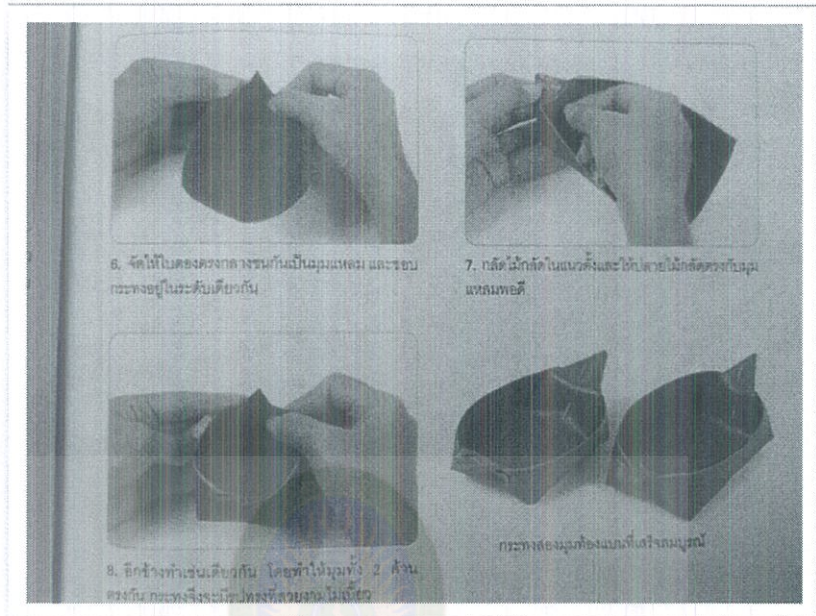 6. จัดให้ใบตองตรงกลางชนกันเป็นมุมแหลม และขอบ
กระทงอยู่ในระดับเดียวกัน
7. กลัดไม้กลัดในแนวตั้งและให้ปลายไม้กลัดตรงกับมุม
แหลมพอดี
8. อีกข้างทำเช่นเดียวกัน โดยทำให้มุมทั้ง 2 ด้าน
ตรงกัน กระทงจึงจะมีรูปทรงที่สวยงามไม่เบี้ยว
กระทงสองมุมท้องแบนที่เสร็จสมบูรณ์